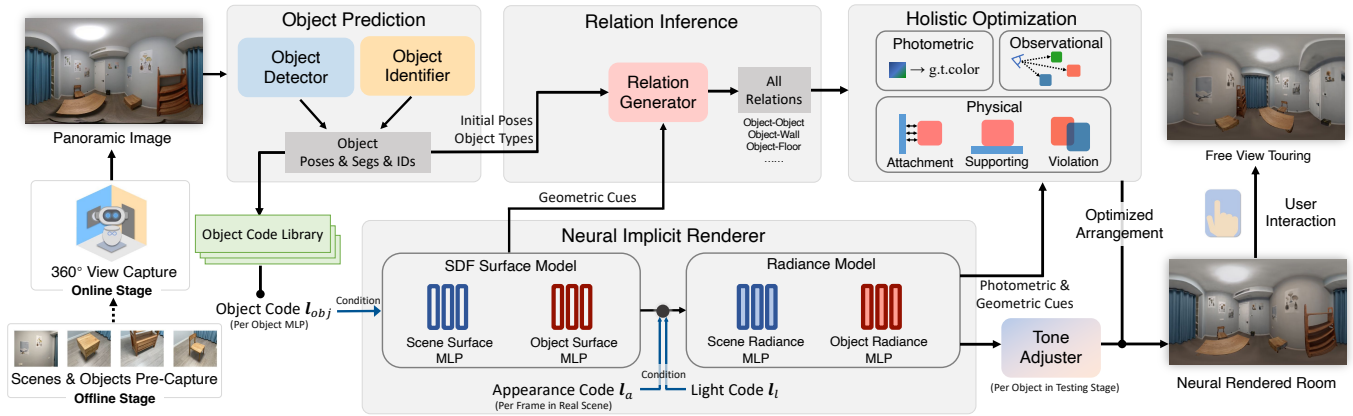 Object Prediction
Object
Detector
Object
Identifier
Object
Poses & Segs & IDs
Panoramic Image
360° View Capture
Online Stage
Scenes & Objects Pre-Capture
Offline Stage
Object Code Library
Object Code l_obj
(Per Object MLP)
Condition
Initial Poses
Object Types
Relation Inference
Relation
Generator
All
Relations
Object-Object
Object-Wall
Object-Floor
......
Geometric Cues
Holistic Optimization
Photometric
→ g.t.color
Observational
Physical
Attachment
Supporting
Violation
Neural Implicit Renderer
SDF Surface Model
Scene Surface
MLP
Object Surface
MLP
Radiance Model
Scene Radiance
MLP
Object Radiance
MLP
Condition
Appearance Code l_a
(Per Frame in Real Scene)
Light Code l_l
Photometric &
Geometric Cues
Optimized
Arrangement
Tone
Adjuster
(Per Object in Testing Stage)
Free View Touring
User
Interaction
Neural Rendered Room